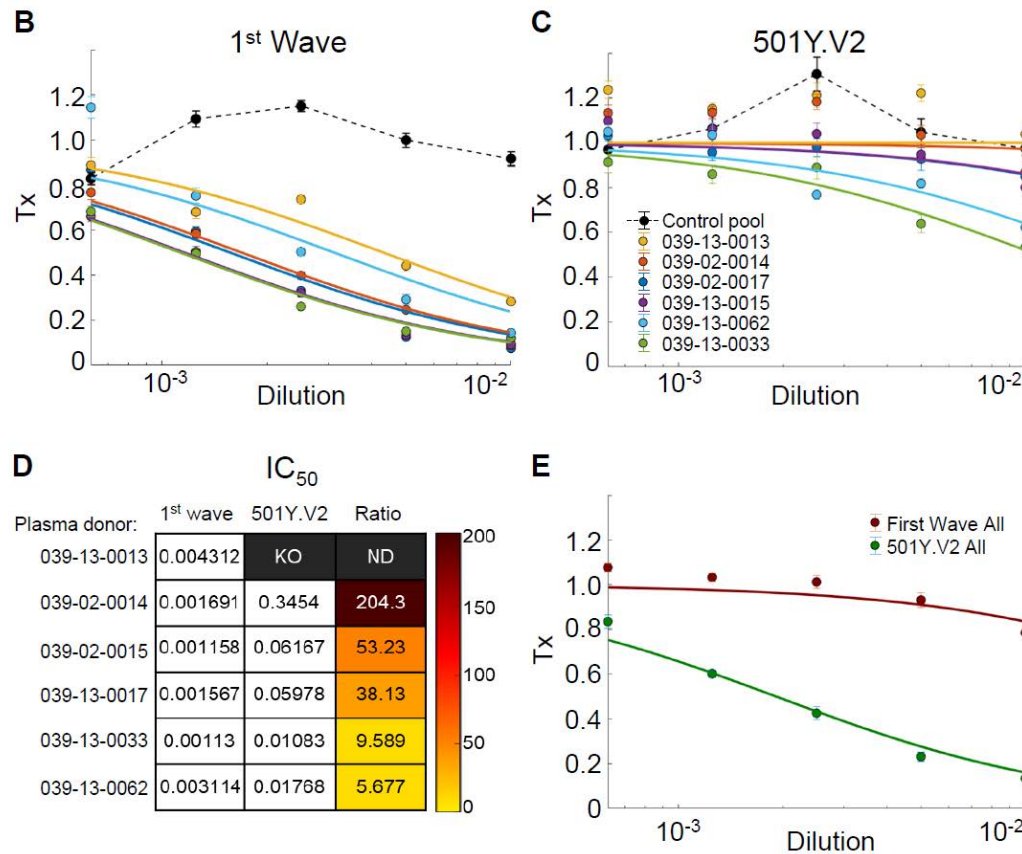 B
1st Wave
1.2
1.0
0.8
0.6
0.4
0.2
0
Tx
10-3
10-2
Dilution
C
501Y.V2
1.2
1.0
0.8
0.6
0.4
0.2
0
Tx
Control pool
039-13-0013
039-02-0014
039-02-0017
039-13-0015
039-13-0062
039-13-0033
10-3
10-2
Dilution
D
IC50
Plasma donor: 1st wave 501Y.V2 Ratio
039-13-0013 0.004312 KO ND
039-02-0014 0.001691 0.3454 204.3
039-02-0015 0.001158 0.06167 53.23
039-13-0017 0.001567 0.05978 38.13
039-13-0033 0.00113 0.01083 9.589
039-13-0062 0.003114 0.01768 5.677
200
150
100
50
0
E
First Wave All
501Y.V2 All
1.2
1.0
0.8
0.6
0.4
0.2
0
Tx
10-3
10-2
Dilution